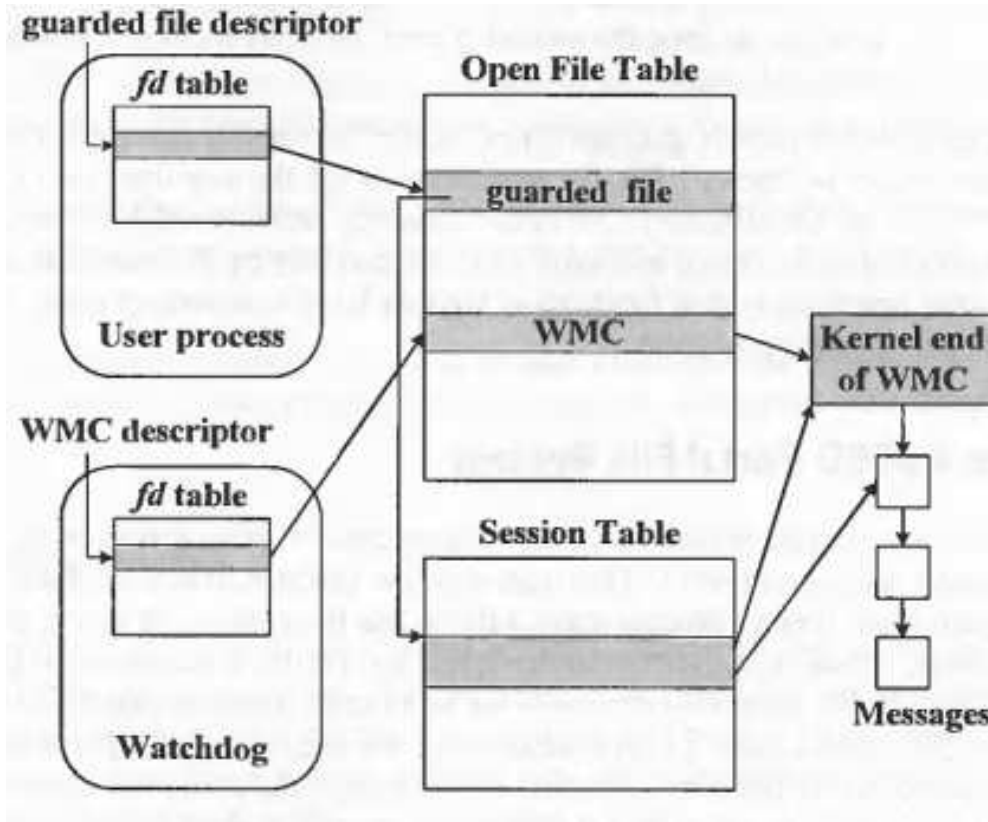 guarded file descriptor
fd table
User process
WMC descriptor
fd table
Watchdog
Open File Table
guarded file
WMC
Session Table
Kernel end
of WMC
Messages